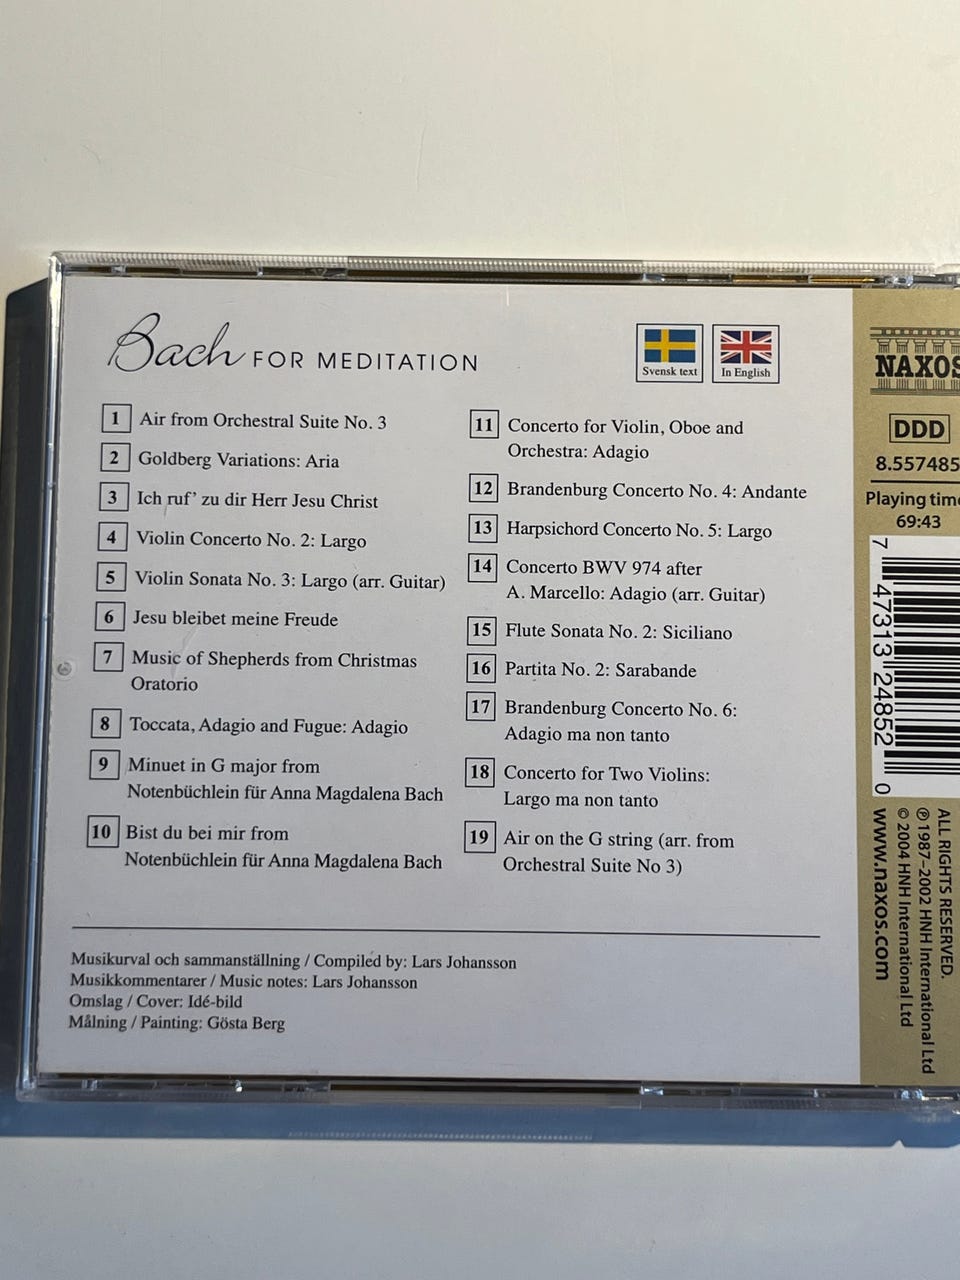 Bach FOR MEDITATION
Svensk text
In English
1 Air from Orchestral Suite No. 3
2 Goldberg Variations: Aria
3 Ich ruf’ zu dir Herr Jesu Christ
4 Violin Concerto No. 2: Largo
5 Violin Sonata No. 3: Largo (arr. Guitar)
6 Jesu bleibet meine Freude
7 Music of Shepherds from Christmas
Oratorio
8 Toccata, Adagio and Fugue: Adagio
9 Minuet in G major from
Notenbüchlein für Anna Magdalena Bach
10 Bist du bei mir from
Notenbüchlein für Anna Magdalena Bach
11 Concerto for Violin, Oboe and
Orchestra: Adagio
12 Brandenburg Concerto No. 4: Andante
13 Harpsichord Concerto No. 5: Largo
14 Concerto BWV 974 after
A. Marcello: Adagio (arr. Guitar)
15 Flute Sonata No. 2: Siciliano
16 Partita No. 2: Sarabande
17 Brandenburg Concerto No. 6:
Adagio ma non tanto
18 Concerto for Two Violins:
Largo ma non tanto
19 Air on the G string (arr. from
Orchestral Suite No 3)
Musikurval och sammanställning / Compiled by: Lars Johansson
Musikkommentarer / Music notes: Lars Johansson
Omslag / Cover: Idé-bild
Målning / Painting: Gösta Berg
NAXOS
DDD
8.557485
Playing time
69:43
7 47313 24852 0
ALL RIGHTS RESERVED.
℗ 1987–2002 HNH International Ltd
© 2004 HNH International Ltd
www.naxos.com